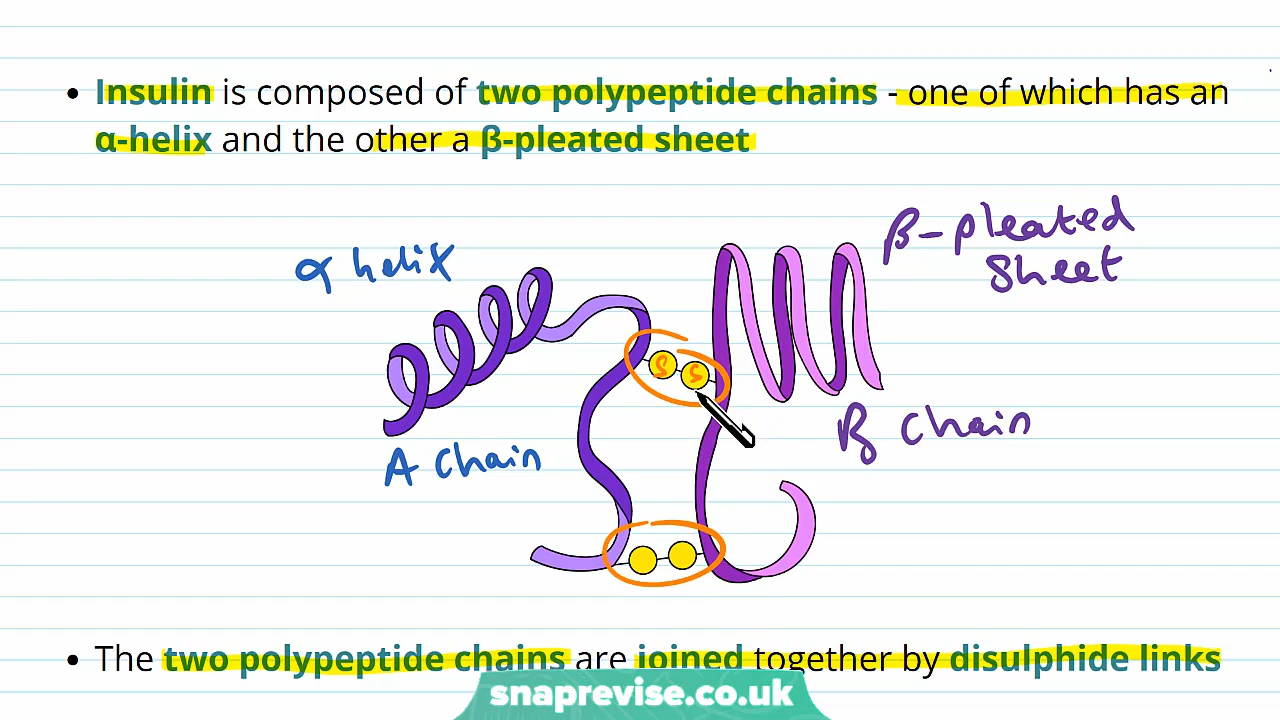 • Insulin is composed of two polypeptide chains - one of which has an
α-helix and the other a β-pleated sheet
α helix
β-pleated
sheet
S S
A chain
B chain
• The two polypeptide chains are joined together by disulphide links
snaprevise.co.uk